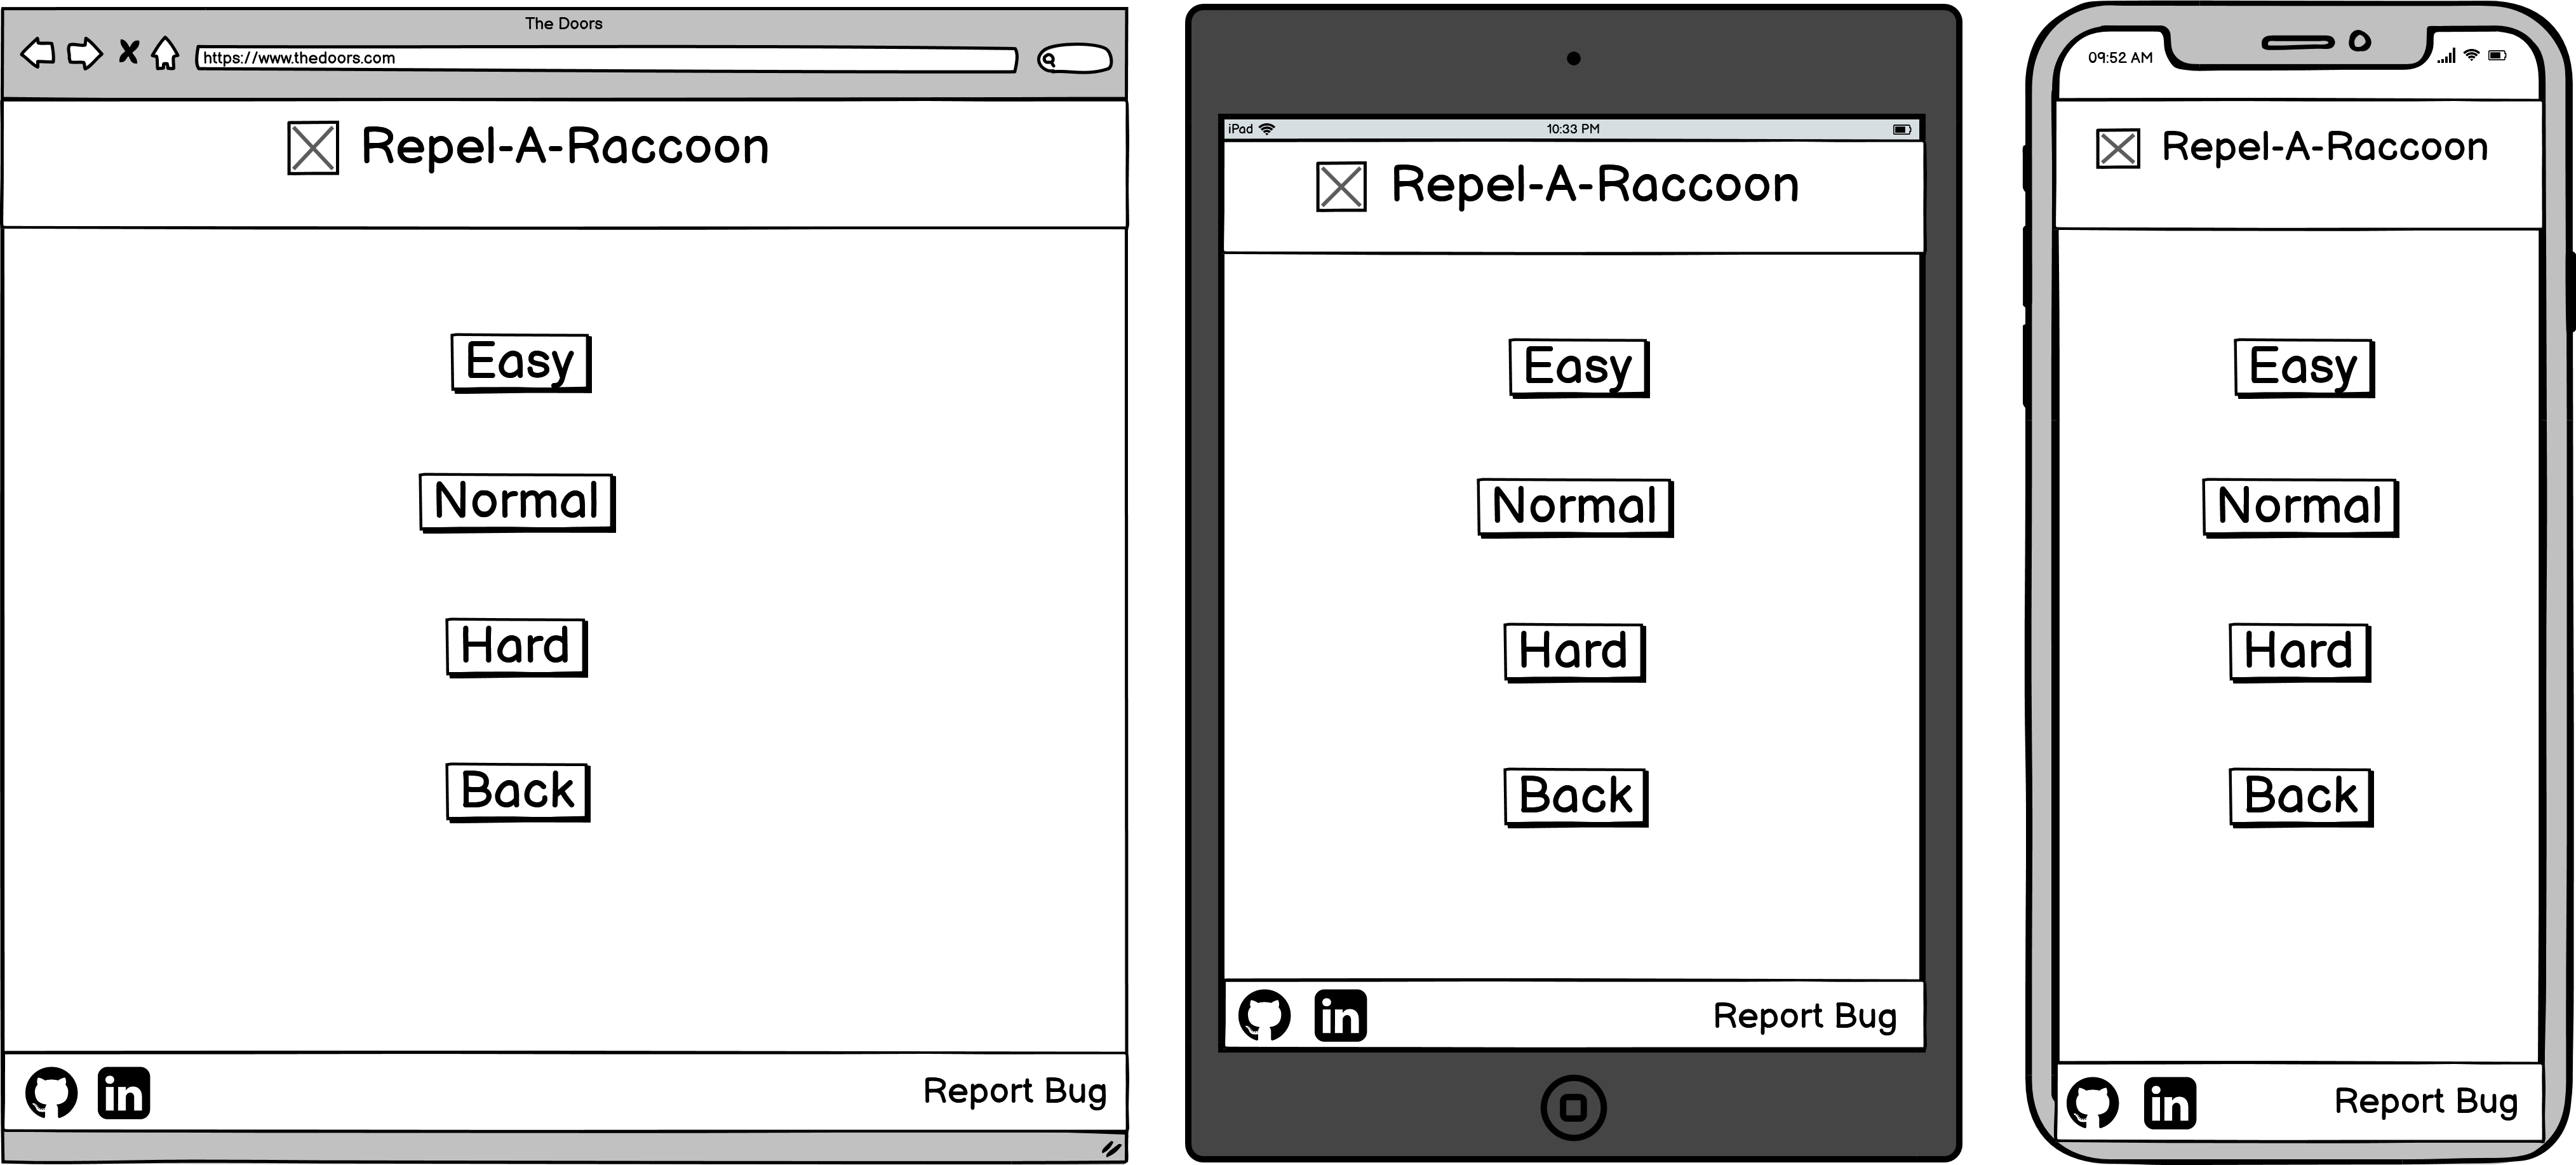 The Doors
https://www.thedoors.com
Repel-A-Raccoon
Easy
Normal
Hard
Back
in
Report Bug
iPad
10:33 PM
Repel-A-Raccoon
Easy
Normal
Hard
Back
in
Report Bug
09:52 AM
Repel-A-Raccoon
Easy
Normal
Hard
Back
in
Report Bug